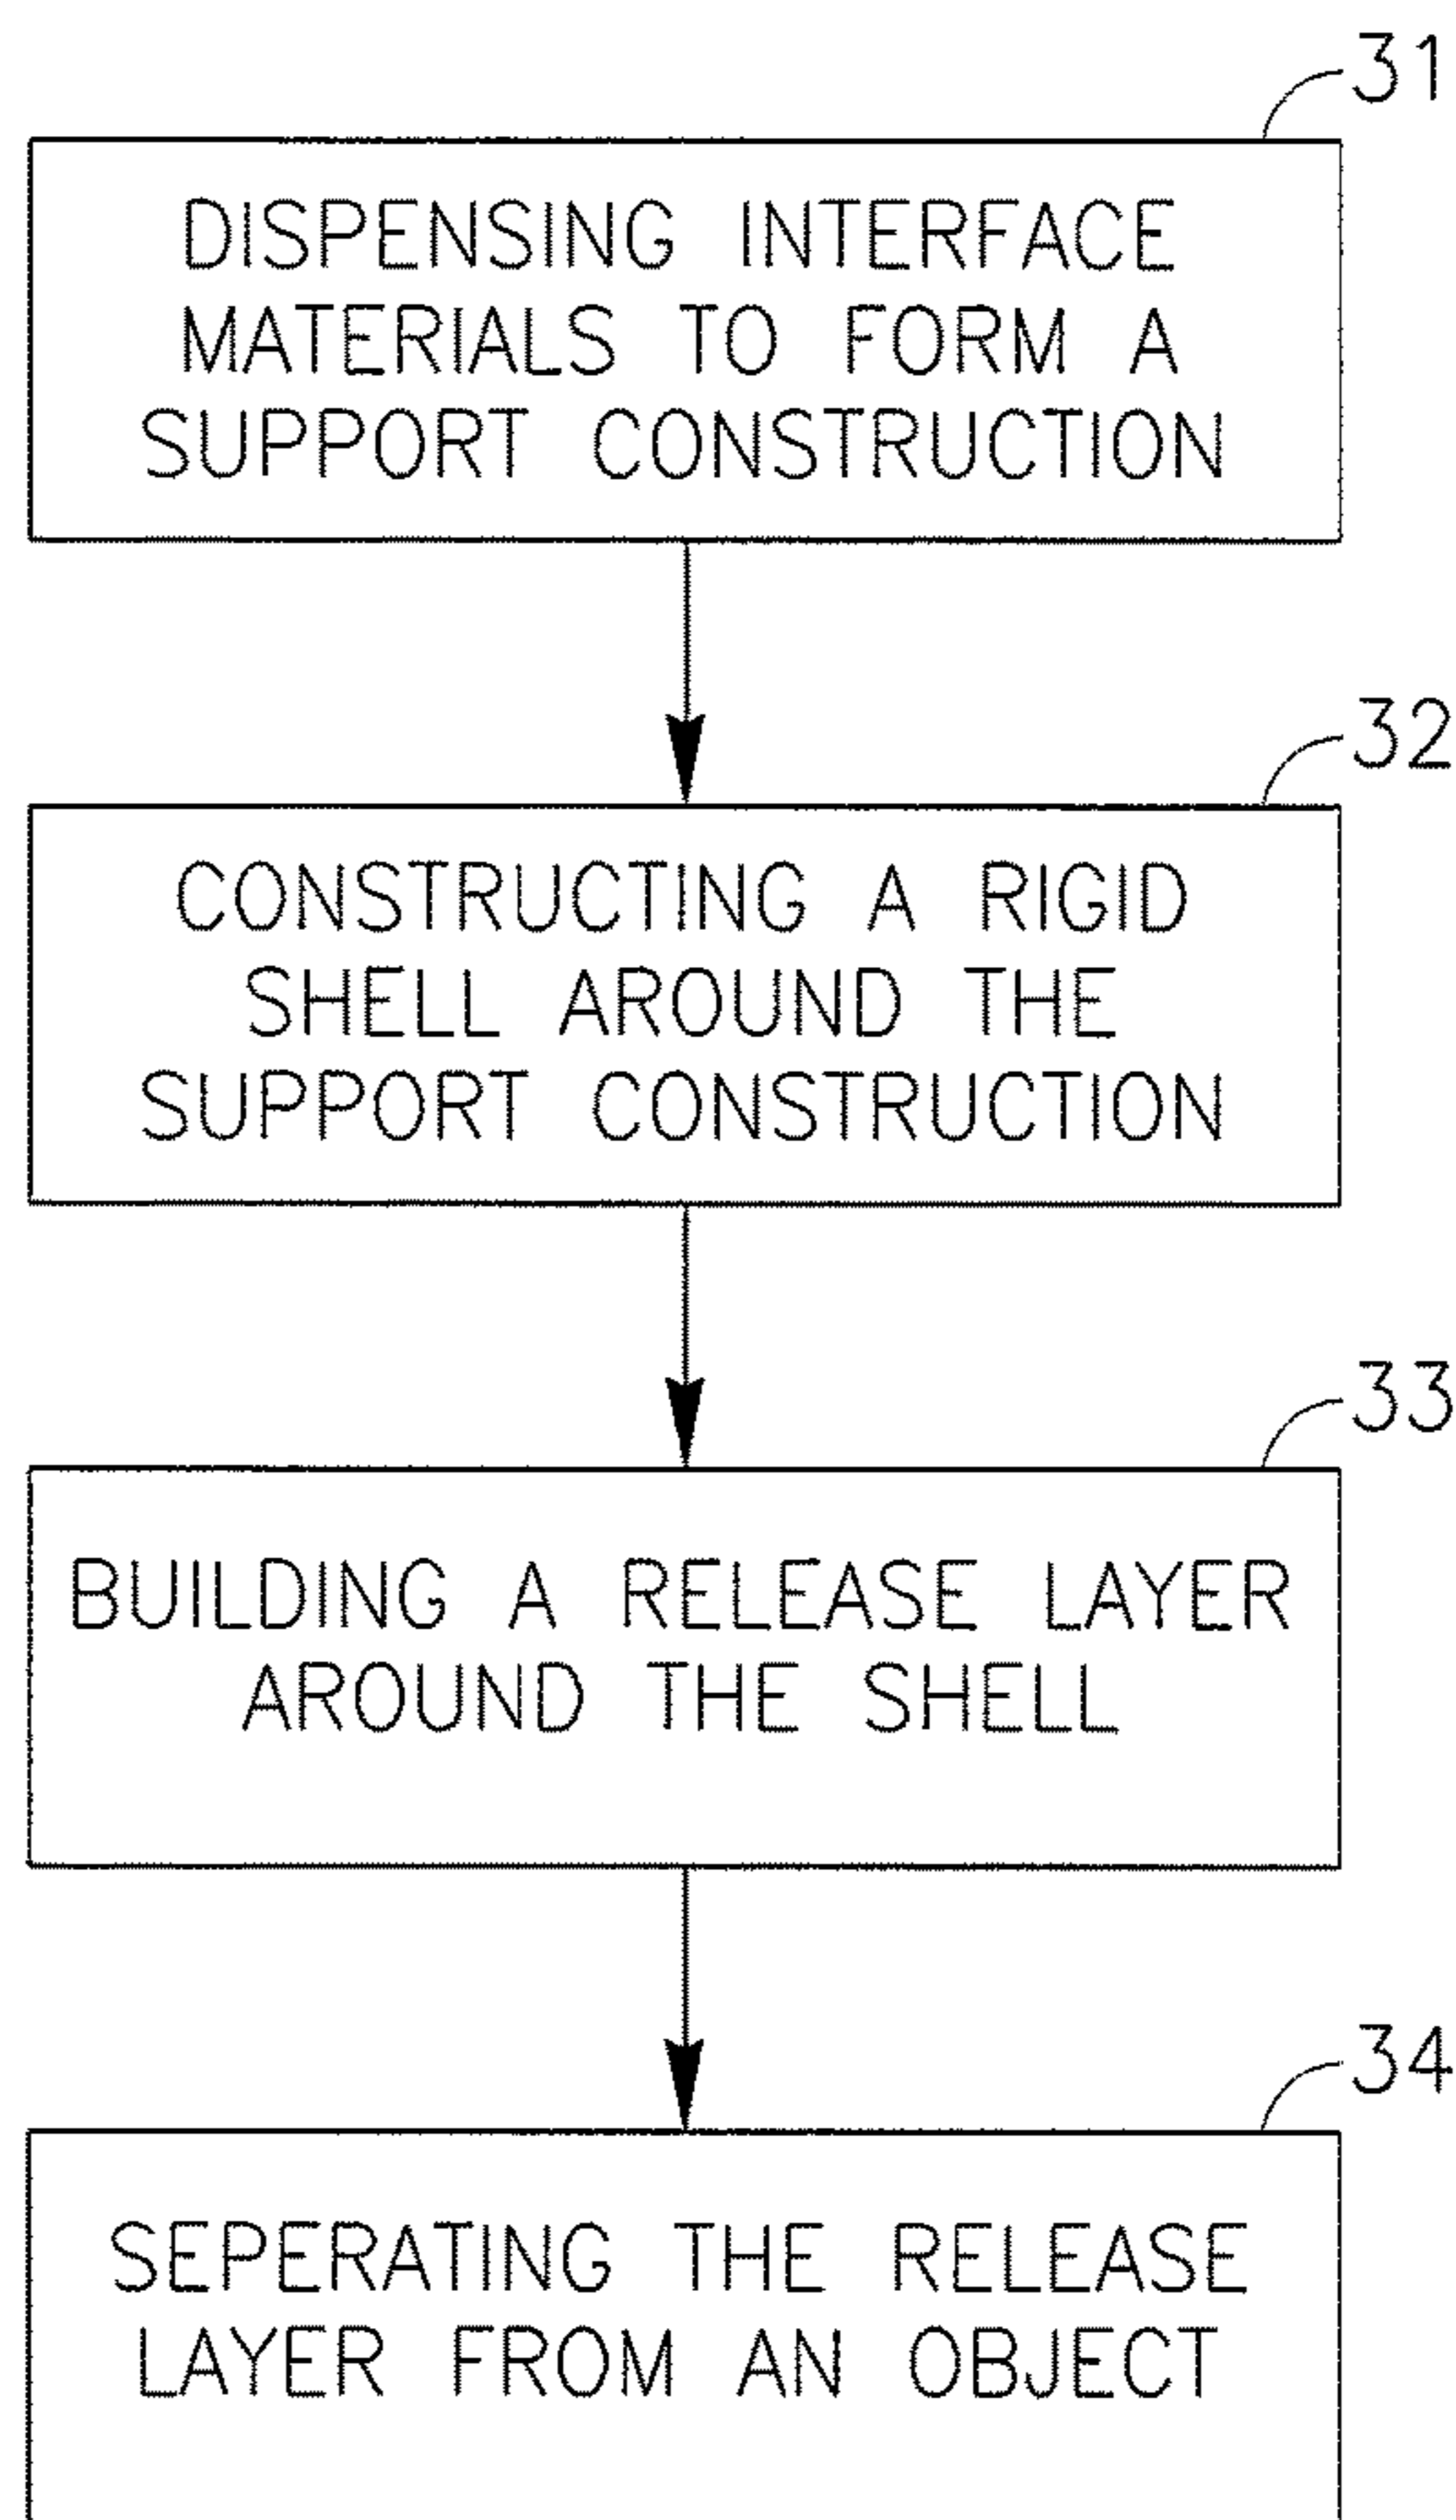 31
DISPENSING INTERFACE
MATERIALS TO FORM A
SUPPORT CONSTRUCTION
32
CONSTRUCTING A RIGID
SHELL AROUND THE
SUPPORT CONSTRUCTION
33
BUILDING A RELEASE LAYER
AROUND THE SHELL
34
SEPERATING THE RELEASE
LAYER FROM AN OBJECT